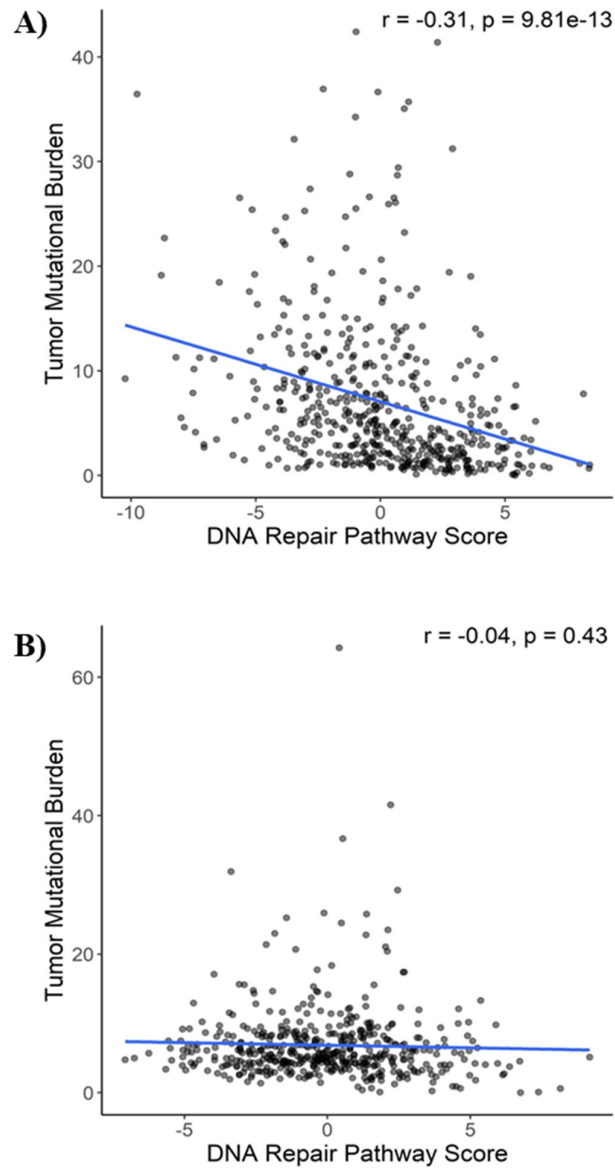 A)
r = -0.31, p = 9.81e-13
Tumor Mutational Burden
40
30
20
10
0
-10
-5
0
5
DNA Repair Pathway Score
B)
r = -0.04, p = 0.43
Tumor Mutational Burden
60
40
20
0
-5
0
5
DNA Repair Pathway Score